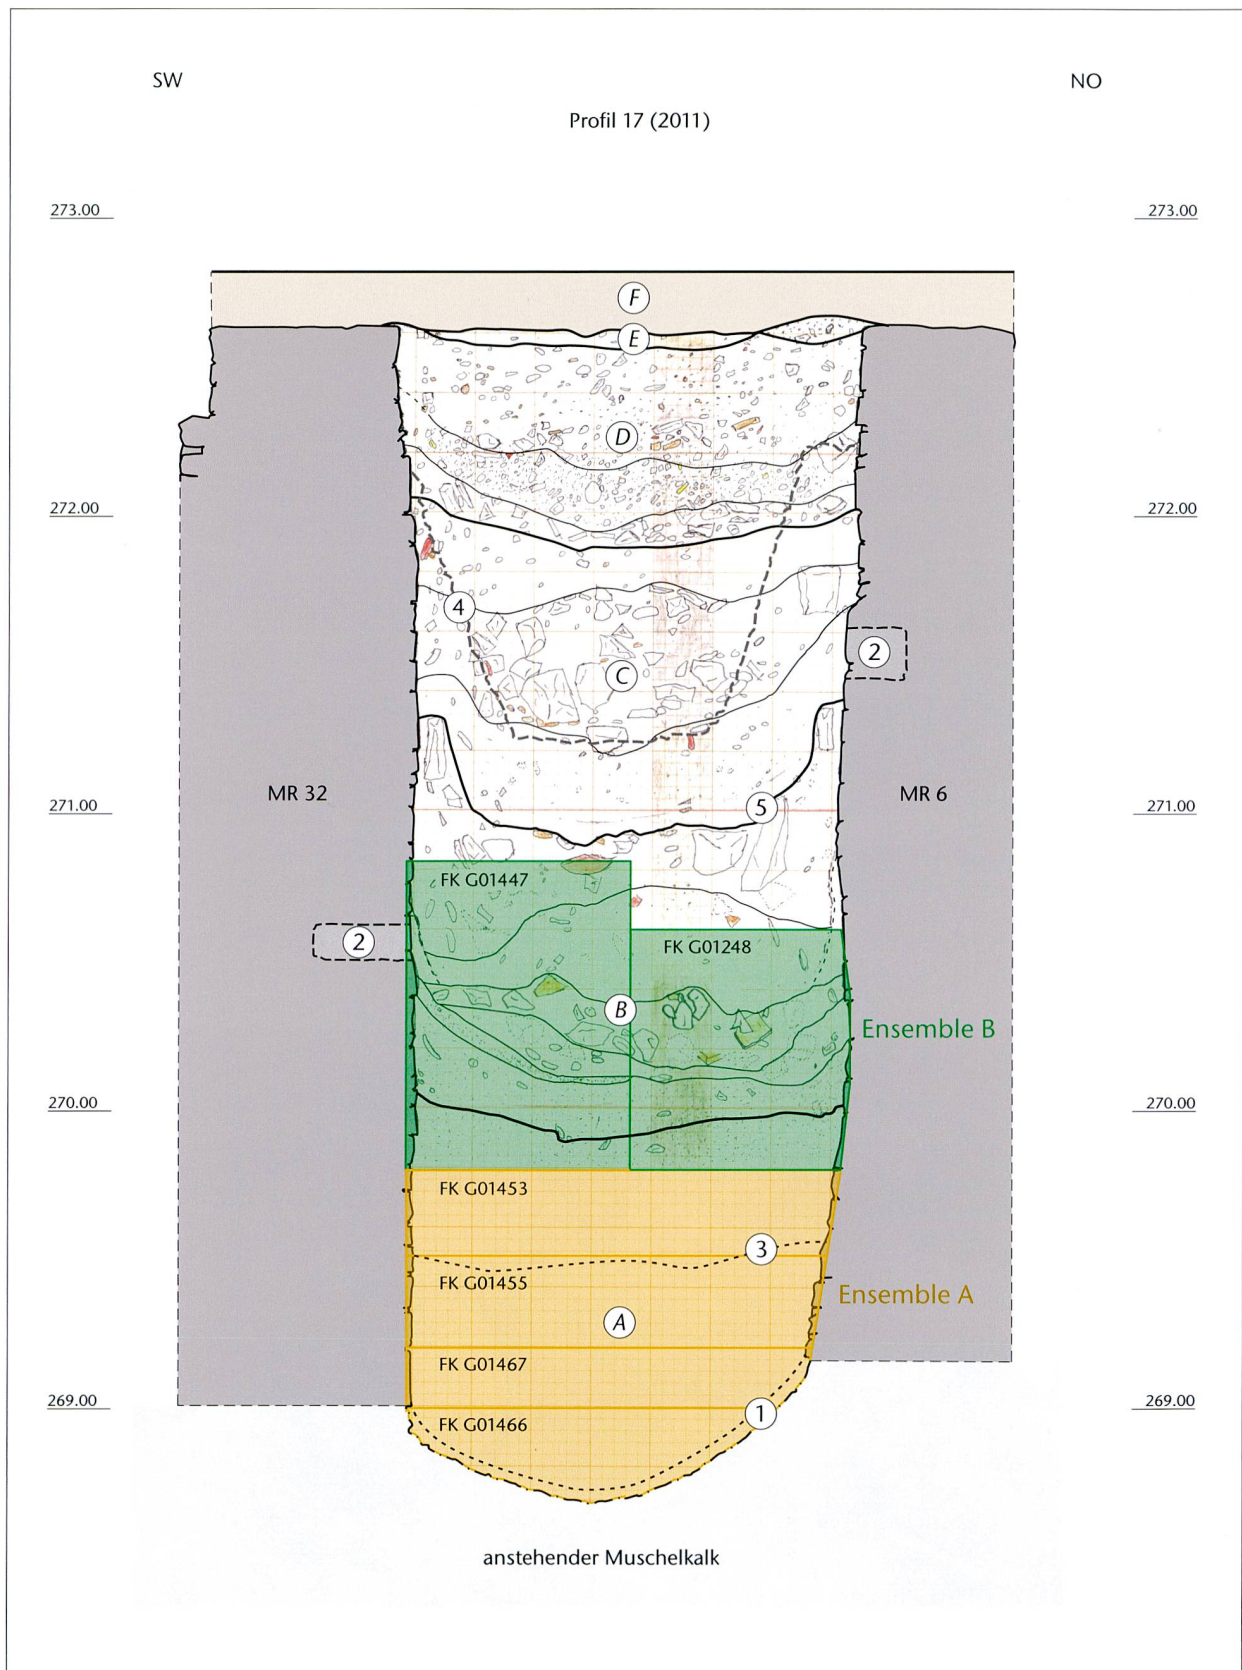 SW
NO
Profil 17 (2011)
273.00
273.00
F
E
D
272.00
272.00
4
2
C
MR 32
MR 6
271.00
5
271.00
FK G01447
2
FK G01248
B
Ensemble B
270.00
270.00
FK G01453
3
FK G01455
Ensemble A
A
FK G01467
269.00
269.00
1
FK G01466
anstehender Muschelkalk